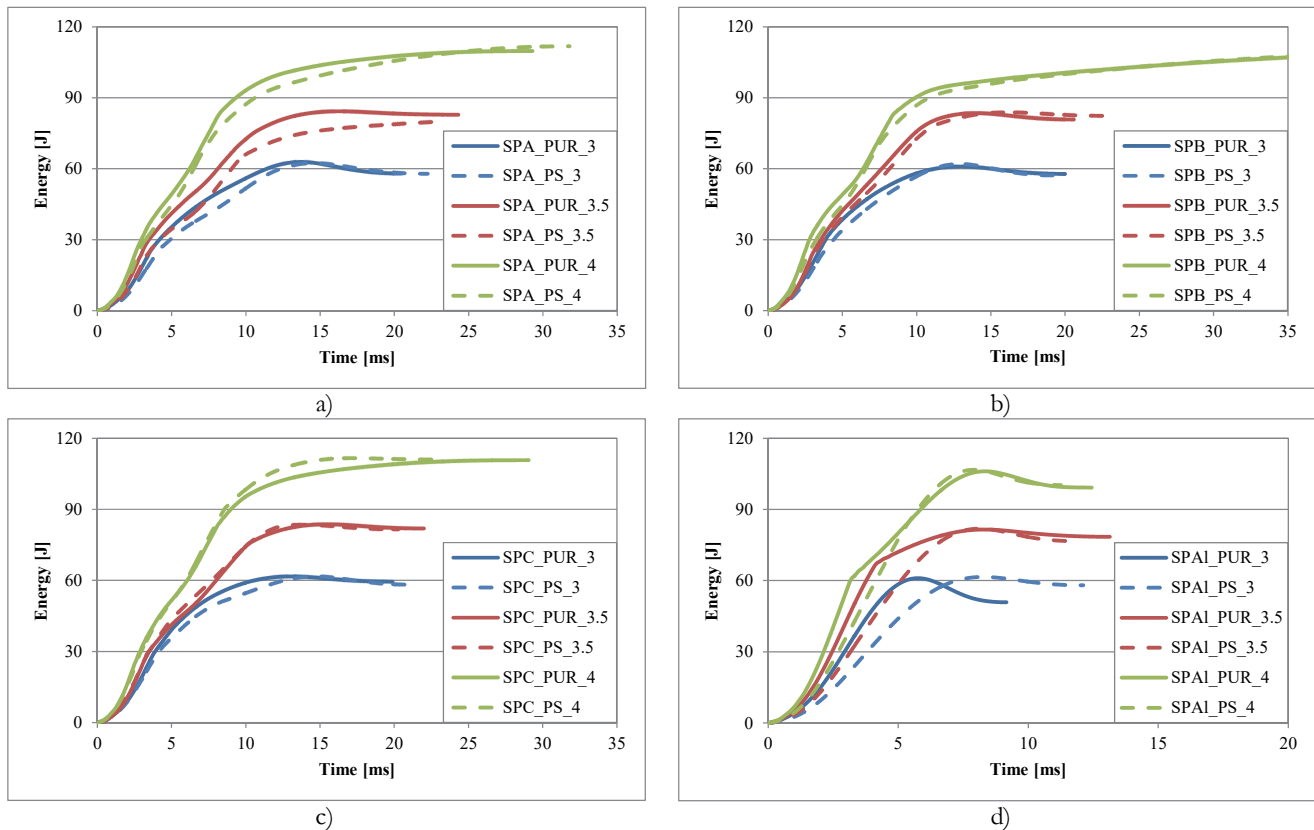 120
90
60
30
0
Energy [J]
0 5 10 15 20 25 30 35
Time [ms]
SPA_PUR_3
SPA_PS_3
SPA_PUR_3.5
SPA_PS_3.5
SPA_PUR_4
SPA_PS_4
a)
120
90
60
30
0
Energy [J]
0 5 10 15 20 25 30 35
Time [ms]
SPB_PUR_3
SPB_PS_3
SPB_PUR_3.5
SPB_PS_3.5
SPB_PUR_4
SPB_PS_4
b)
120
90
60
30
0
Energy [J]
0 5 10 15 20 25 30 35
Time [ms]
SPC_PUR_3
SPC_PS_3
SPC_PUR_3.5
SPC_PS_3.5
SPC_PUR_4
SPC_PS_4
c)
120
90
60
30
0
Energy [J]
0 5 10 15 20
Time [ms]
SPAl_PUR_3
SPAl_PS_3
SPAl_PUR_3.5
SPAl_PS_3.5
SPAl_PUR_4
SPAl_PS_4
d)